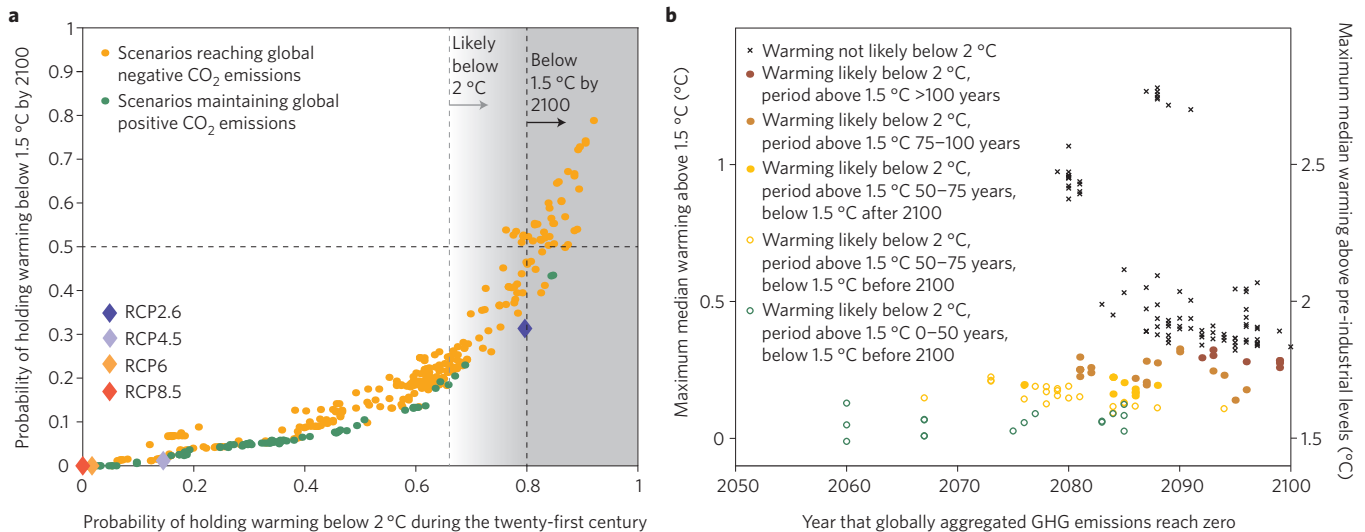 a
Probability of holding warming below 1.5 °C by 2100
1
0.9
0.8
0.7
0.6
0.5
0.4
0.3
0.2
0.1
0
Scenarios reaching global
negative CO₂ emissions
Scenarios maintaining global
positive CO₂ emissions
Likely
below
2 °C
Below
1.5 °C by
2100
RCP2.6
RCP4.5
RCP6
RCP8.5
0 0.2 0.4 0.6 0.8 1
Probability of holding warming below 2 °C during the twenty-first century
b
Maximum median warming above 1.5 °C (°C)
1
0.5
0
Warming not likely below 2 °C
Warming likely below 2 °C,
period above 1.5 °C >100 years
Warming likely below 2 °C,
period above 1.5 °C 75–100 years
Warming likely below 2 °C,
period above 1.5 °C 50–75 years,
below 1.5 °C after 2100
Warming likely below 2 °C,
period above 1.5 °C 50–75 years,
below 1.5 °C before 2100
Warming likely below 2 °C,
period above 1.5 °C 0–50 years,
below 1.5 °C before 2100
2.5
2
1.5
Maximum median warming above pre-industrial levels (°C)
2050 2060 2070 2080 2090 2100
Year that globally aggregated GHG emissions reach zero